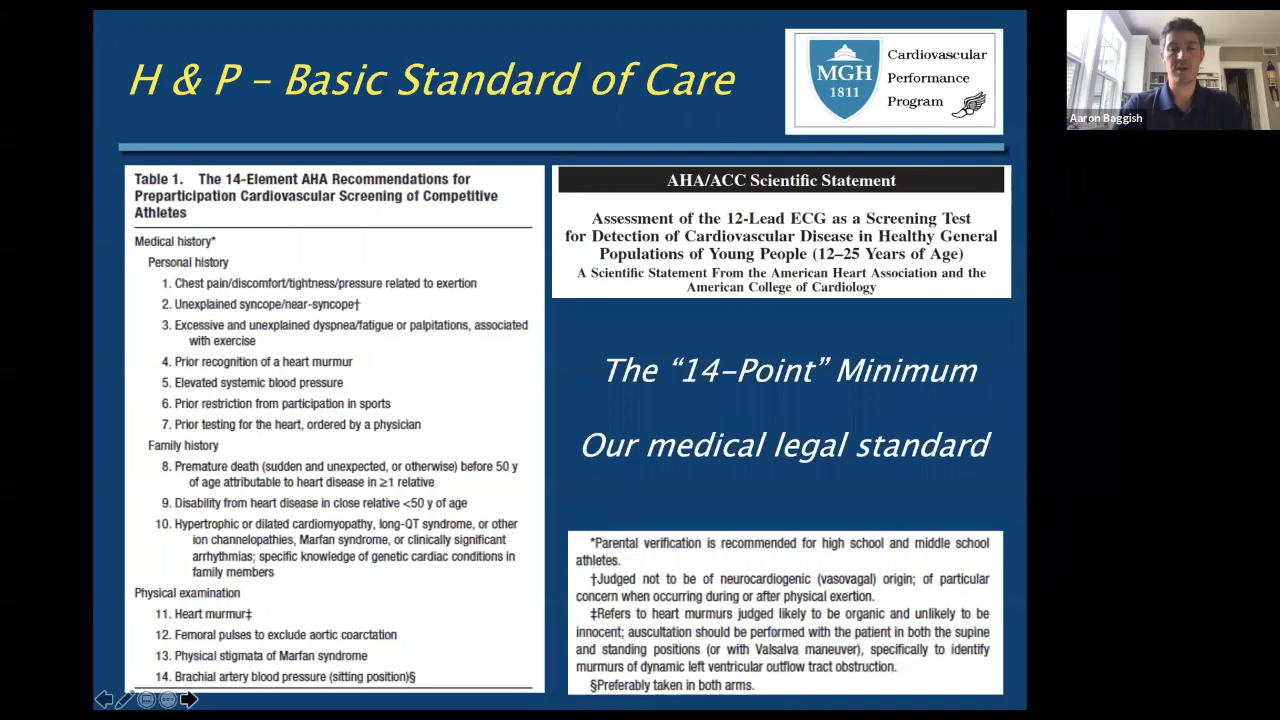 H & P – Basic Standard of Care
MGH
1811
Cardiovascular
Performance
Program
Aaron Baggish
Table 1. The 14-Element AHA Recommendations for
Preparticipation Cardiovascular Screening of Competitive
Athletes
Medical history*
Personal history
1. Chest pain/discomfort/tightness/pressure related to exertion
2. Unexplained syncope/near-syncope†
3. Excessive and unexplained dyspnea/fatigue or palpitations, associated
with exercise
4. Prior recognition of a heart murmur
5. Elevated systemic blood pressure
6. Prior restriction from participation in sports
7. Prior testing for the heart, ordered by a physician
Family history
8. Premature death (sudden and unexpected, or otherwise) before 50 y
of age attributable to heart disease in ≥1 relative
9. Disability from heart disease in close relative <50 y of age
10. Hypertrophic or dilated cardiomyopathy, long-QT syndrome, or other
ion channelopathies, Marfan syndrome, or clinically significant
arrhythmias; specific knowledge of genetic cardiac conditions in
family members
Physical examination
11. Heart murmur‡
12. Femoral pulses to exclude aortic coarctation
13. Physical stigmata of Marfan syndrome
14. Brachial artery blood pressure (sitting position)§
AHA/ACC Scientific Statement
Assessment of the 12-Lead ECG as a Screening Test
for Detection of Cardiovascular Disease in Healthy General
Populations of Young People (12–25 Years of Age)
A Scientific Statement From the American Heart Association and the
American College of Cardiology
The “14-Point” Minimum
Our medical legal standard
*Parental verification is recommended for high school and middle school
athletes.
†Judged not to be of neurocardiogenic (vasovagal) origin; of particular
concern when occurring during or after physical exertion.
‡Refers to heart murmurs judged likely to be organic and unlikely to be
innocent; auscultation should be performed with the patient in both the supine
and standing positions (or with Valsalva maneuver), specifically to identify
murmurs of dynamic left ventricular outflow tract obstruction.
§Preferably taken in both arms.